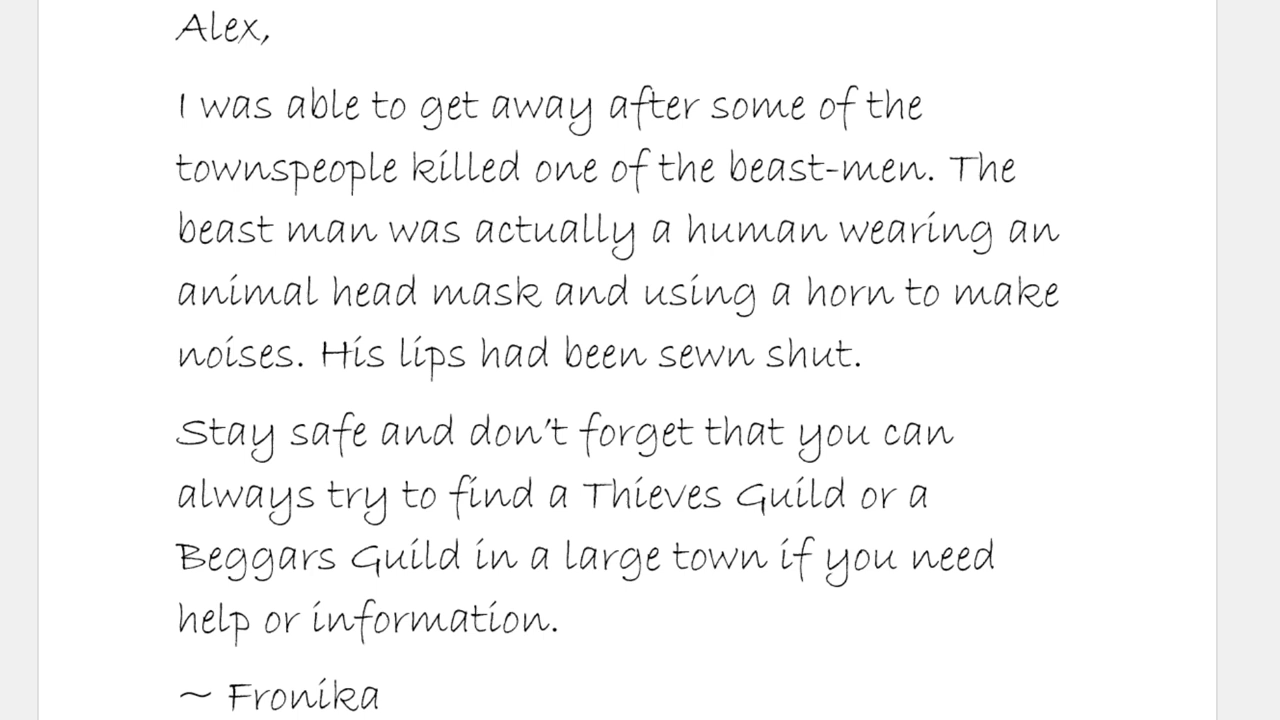 Alex,
I was able to get away after some of the
townspeople killed one of the beast-men. The
beast man was actually a human wearing an
animal head mask and using a horn to make
noises. His lips had been sewn shut.
Stay safe and don't forget that you can
always try to find a Thieves Guild or a
Beggars Guild in a large town if you need
help or information.
~ Fronika